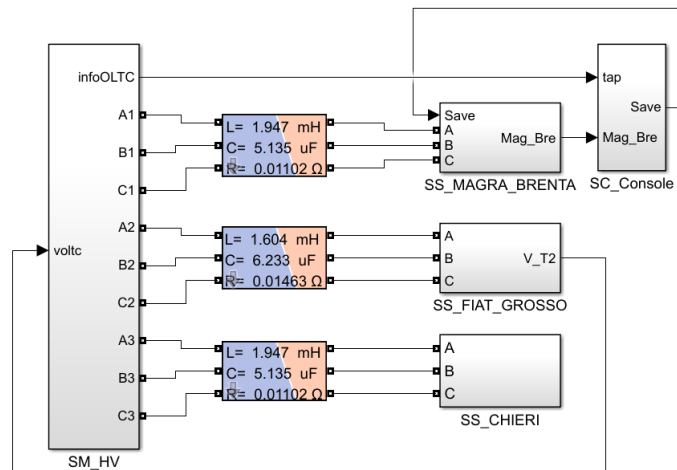 infoOLTC
tap
A1
L= 1.947 mH
Save
Save
A
B1
C= 5.135 uF
B
Mag_Bre
Mag_Bre
C1
R= 0.01102 Ω
C
SS_MAGRA_BRENTA
SC_Console
A2
L= 1.604 mH
A
voltc
B2
C= 6.233 uF
B
V_T2
C2
R= 0.01463 Ω
C
SS_FIAT_GROSSO
A3
L= 1.947 mH
A
B3
C= 5.135 uF
B
C3
R= 0.01102 Ω
C
SS_CHIERI
SM_HV